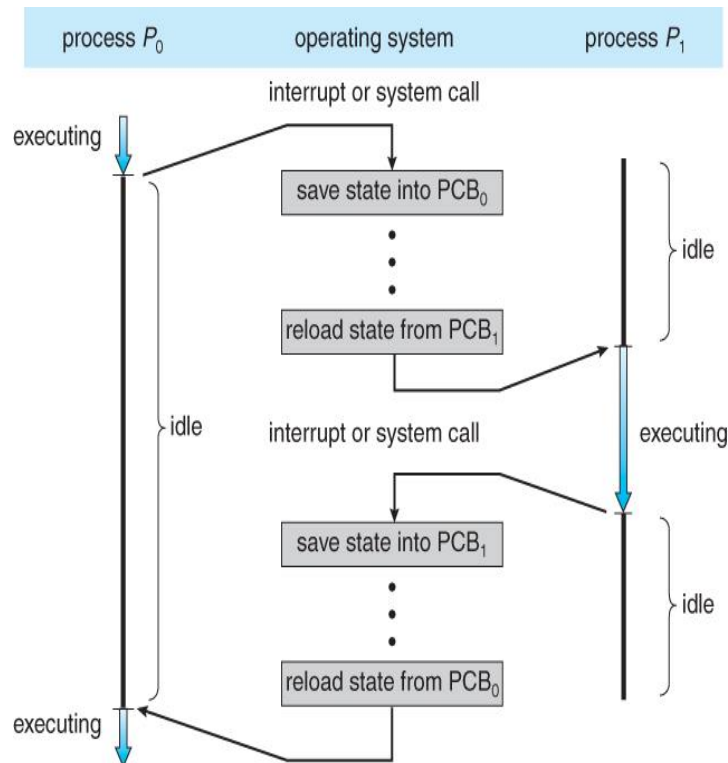 process P₀ operating system process P₁
interrupt or system call
executing
save state into PCB₀
idle
reload state from PCB₁
idle
interrupt or system call
executing
save state into PCB₁
idle
reload state from PCB₀
executing